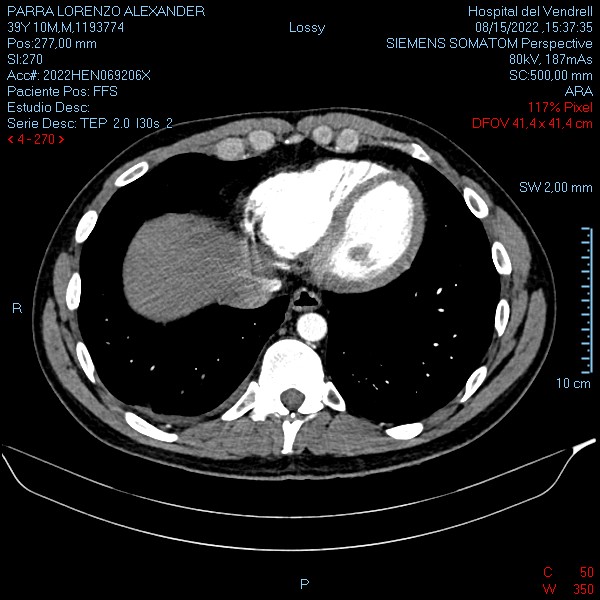 PARRA LORENZO ALEXANDER
39Y 10M,M,1193774
Pos:277,00 mm
SI:270
Acc#: 2022HEN069206X
Paciente Pos: FFS
Estudio Desc:
Serie Desc: TEP 2.0 I30s 2
< 4 - 270 >
Lossy
Hospital del Vendrell
08/15/2022 ,15:37:35
SIEMENS SOMATOM Perspective
80kV, 187mAs
SC:500,00 mm
ARA
117% Pixel
DFOV 41,4 x 41,4 cm
SW 2,00 mm
R
10 cm
P
C 50
W 350